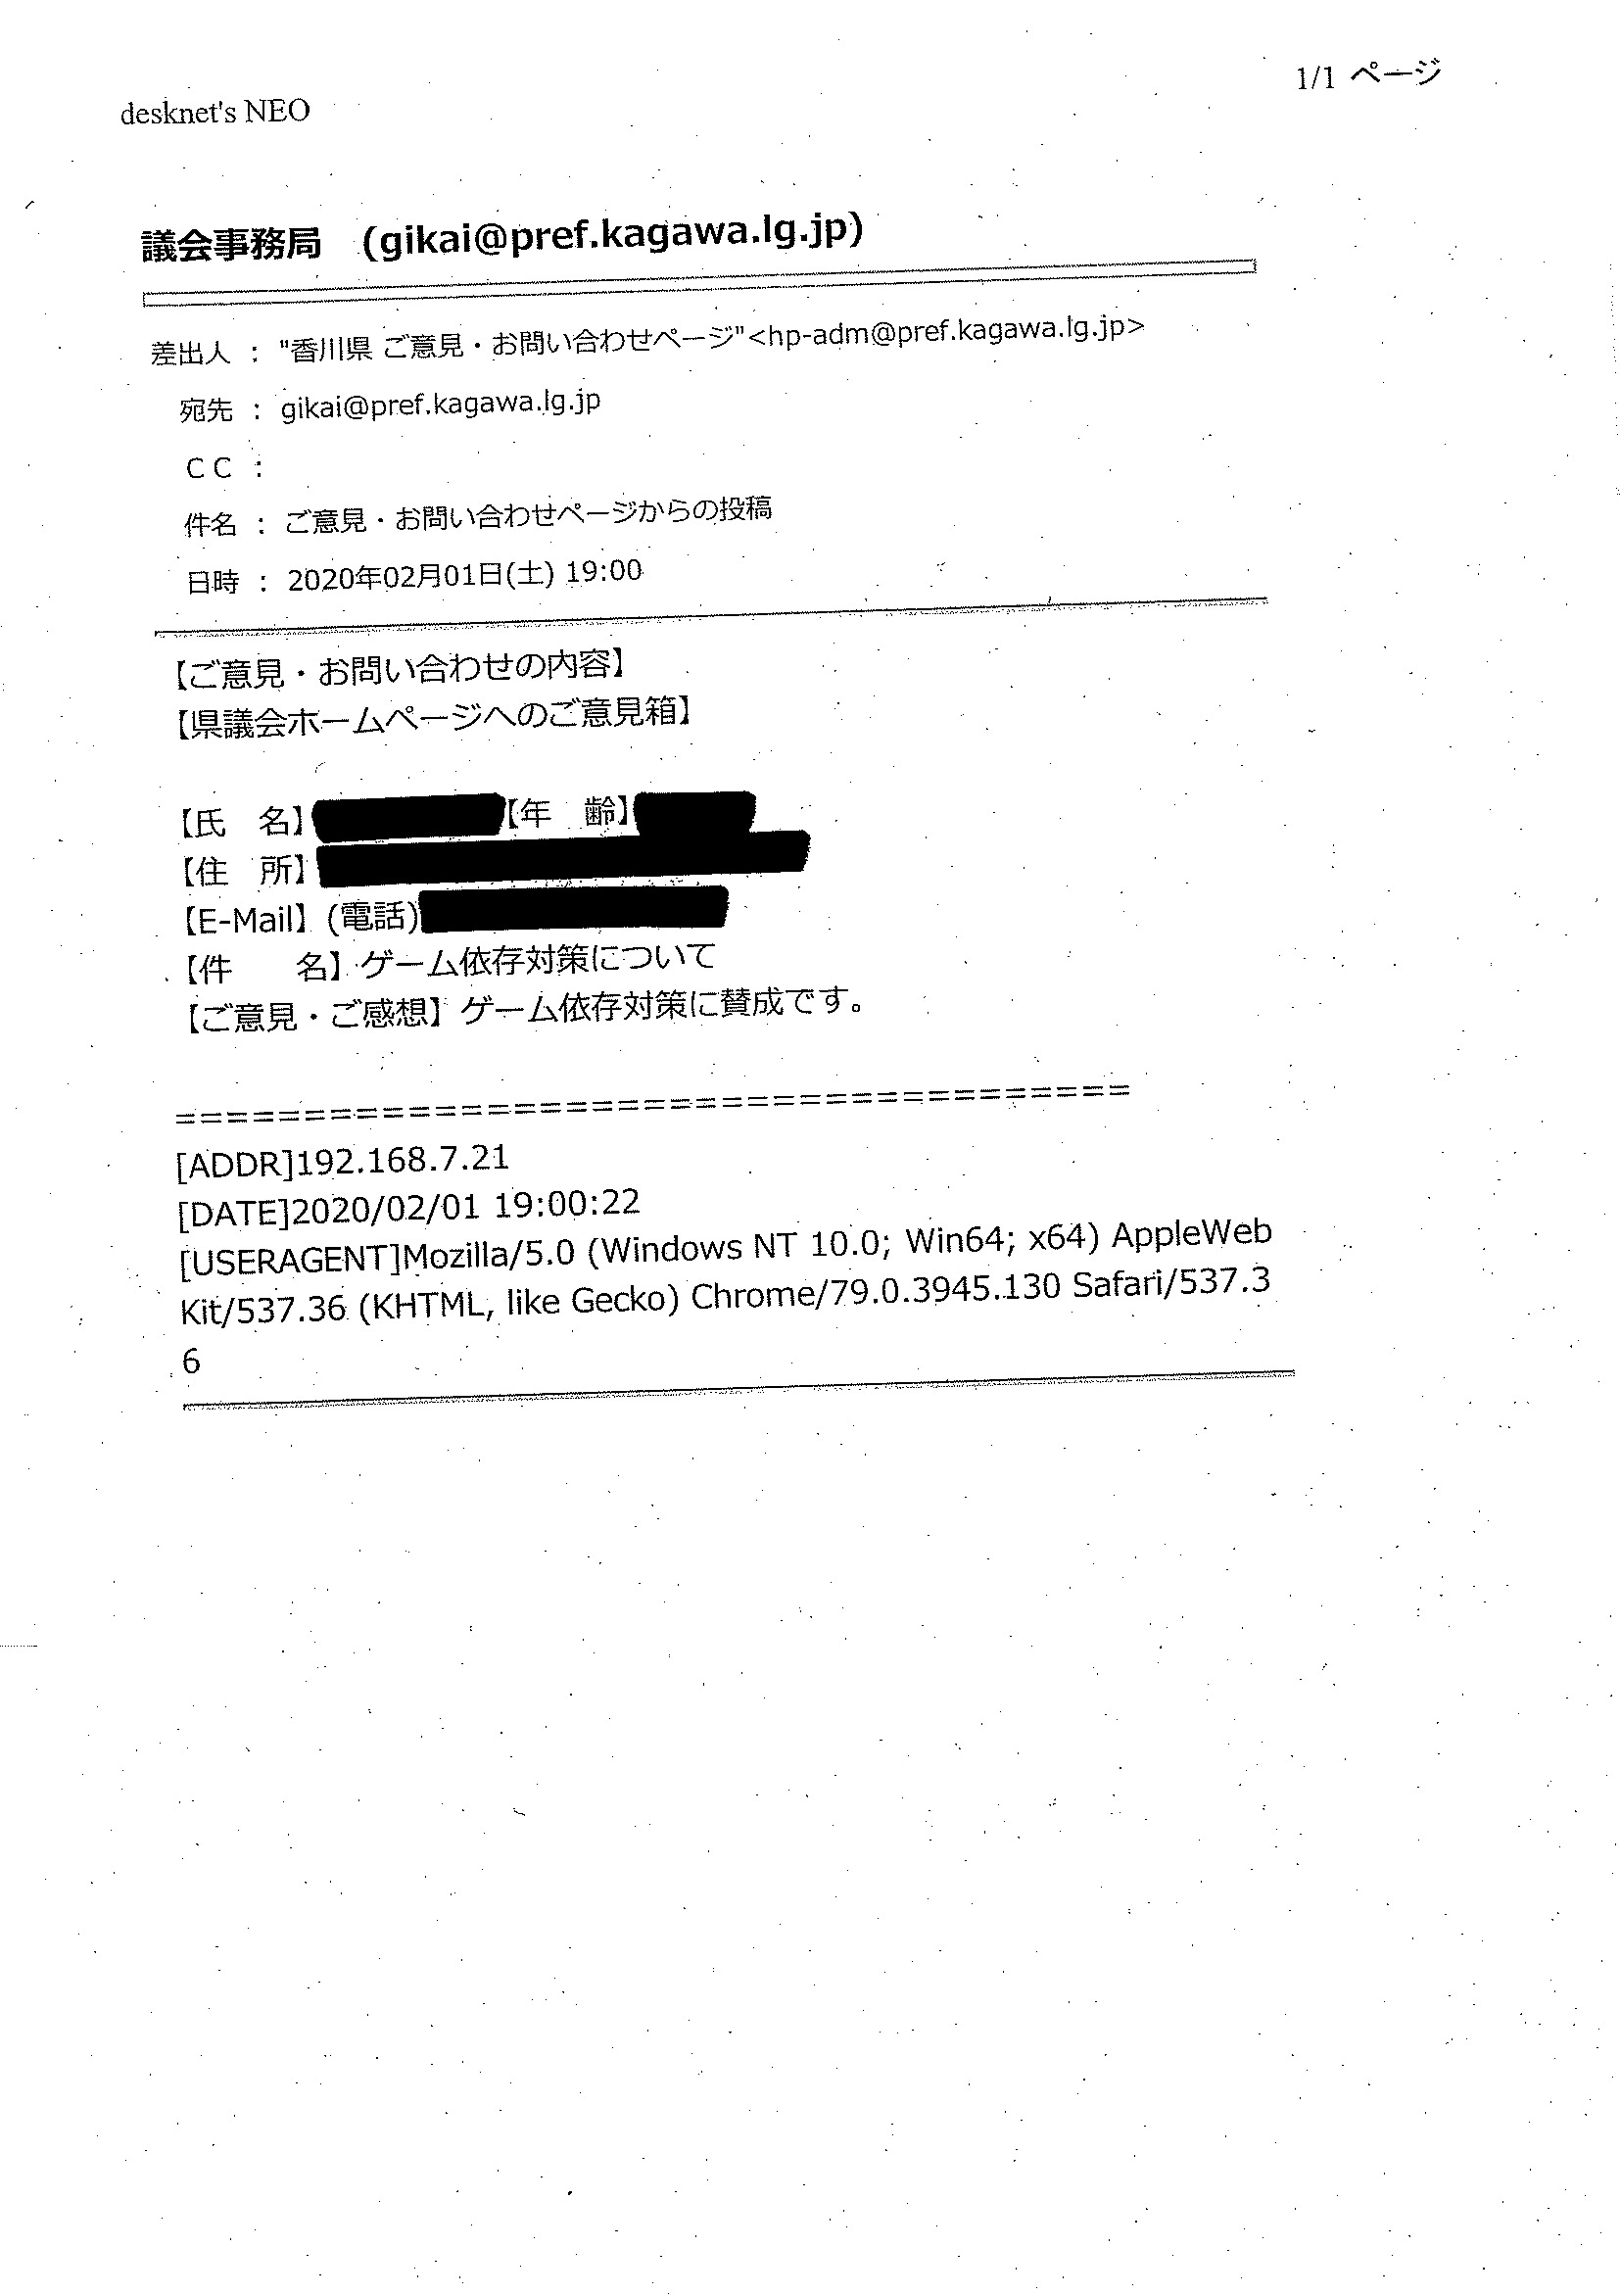 1/1 ページ
desknet's NEO
議会事務局　(gikai@pref.kagawa.lg.jp)
差出人 ： "香川県 ご意見・お問い合わせページ"<hp-adm@pref.kagawa.lg.jp>
宛先 ： gikai@pref.kagawa.lg.jp
ＣＣ ：
件名 ： ご意見・お問い合わせページからの投稿
日時 ： 2020年02月01日(土) 19:00
【ご意見・お問い合わせの内容】
【県議会ホームページへのご意見箱】
【氏　名】【年　齢】
【住　所】
【E-Mail】(電話)
【件　　名】ゲーム依存対策について
【ご意見・ご感想】ゲーム依存対策に賛成です。
=====================================
[ADDR]192.168.7.21
[DATE]2020/02/01 19:00:22
[USERAGENT]Mozilla/5.0 (Windows NT 10.0; Win64; x64) AppleWeb
Kit/537.36 (KHTML, like Gecko) Chrome/79.0.3945.130 Safari/537.3
6